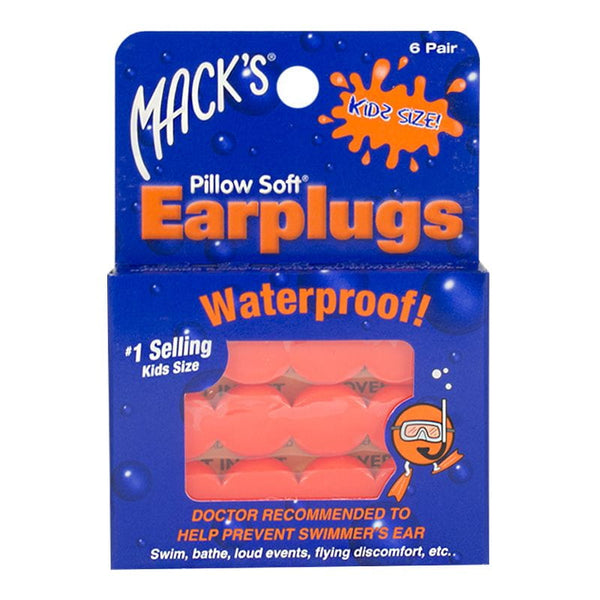 6 Pair
MACK'S®
KIDS SIZE!
Pillow Soft®
Earplugs
Waterproof!
#1 Selling
Kids Size
DOCTOR RECOMMENDED TO
HELP PREVENT SWIMMER'S EAR
Swim, bathe, loud events, flying discomfort, etc..